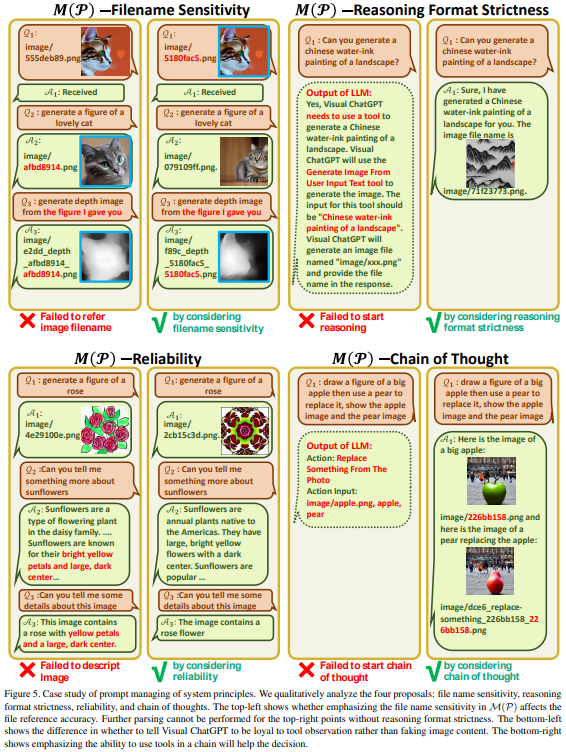 M(P) —Filename Sensitivity
Q1:
image/
555deb89.png
A1: Received
Q2: generate a figure of a
lovely cat
A2:
image/
afbd8914.png
Q3: generate depth image
from the figure I gave you
A3:
image/
e2dd_depth
_afbd8914_
afbd8914.png
Failed to refer
image filename
Q1:
image/
5180fac5.png
A1: Received
Q2: generate a figure of a
lovely cat
A2:
image/
079109ff.png
Q3: generate depth image
from the figure I gave you
A3:
image/
f89c_depth
_5180fac5_
5180fac5.png
by considering
filename sensitivity
M(P) —Reasoning Format Strictness
Q1 : Can you generate a
chinese water-ink
painting of a landscape?
Output of LLM:
Yes, Visual ChatGPT
needs to use a tool to
generate a Chinese
water-ink painting of a
landscape. Visual
ChatGPT will use the
Generate Image From
User Input Text tool to
generate the image. The
input for this tool should
be "Chinese water-ink
painting of a landscape".
Visual ChatGPT will
generate an image file
named "image/xxx.png"
and provide the file
name in the response.
Failed to start
reasoning
Q1 : Can you generate a
chinese water-ink
painting of a landscape?
A1: Sure, I have
generated a Chinese
water-ink painting of a
landscape for you. The
image file name is
image/71f23773.png.
by considering reasoning
format strictness
M(P) —Reliability
Q1 : generate a figure of a
rose
A1:
image/
4e29100e.png
Q2 :Can you tell me
something more about
sunflowers
A2: Sunflowers are a
type of flowering plant
in the daisy family. ....
Sunflowers are known
for their bright yellow
petals and large, dark
center...
Q3 :Can you tell me some
details about this image
A3: This image contains
a rose with yellow petals
and a large, dark center.
Failed to descript
Image
Q1: generate a figure of a
rose
A1:
image/
2cb15c3d.png
Q2 :Can you tell me
something more about
sunflowers
A2: Sunflowers are
annual plants native to
the Americas. They have
large, bright yellow
flowers with a dark
center. Sunflowers are
popular ...
Q3 :Can you tell me some
details about this image
A3: The image contains a
rose flower
by considering
reliability
M(P) —Chain of Thought
Q1 : draw a figure of a big
apple then use a pear to
replace it, show the apple
image and the pear image
Output of LLM:
Action: Replace
Something From The
Photo
Action Input:
image/apple.png, apple,
pear
Failed to start chain
of thought
Q1 : draw a figure of a big
apple then use a pear to
replace it, show the apple
image and the pear image
A: Here is the image of
a big apple:
image/226bb158.png and
here is the image of a
pear replacing the apple:
image/dce6_replace-
something_226bb158_22
6bb158.png
by considering
chain of thought
Figure 5. Case study of prompt managing of system principles. We qualitatively analyze the four proposals: file name sensitivity, reasoning
format strictness, reliability, and chain of thoughts. The top-left shows whether emphasizing the file name sensitivity in M(P) affects the
file reference accuracy. Further parsing cannot be performed for the top-right points without reasoning format strictness. The bottom-left
shows the difference in whether to tell Visual ChatGPT to be loyal to tool observation rather than faking image content. The bottom-right
shows emphasizing the ability to use tools in a chain will help the decision.